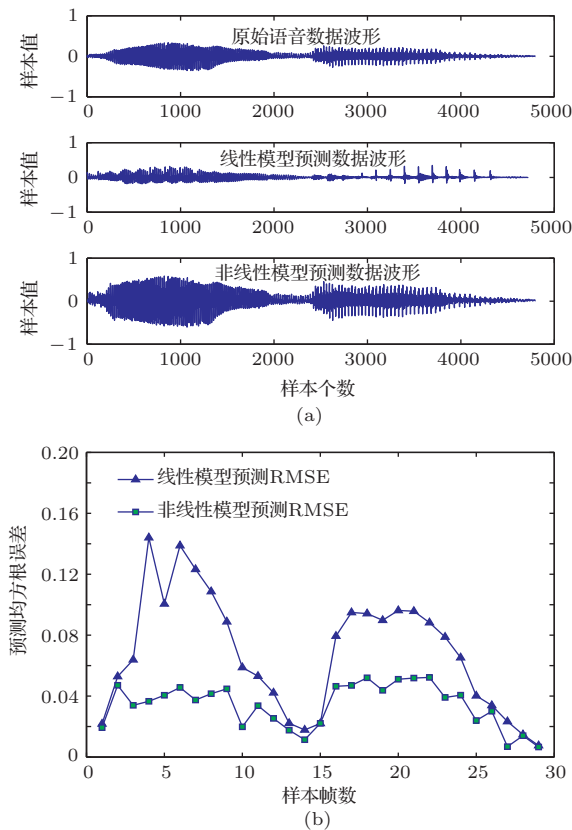 原始语音数据波形
样本值
1
0
−1
0 1000 2000 3000 4000 5000
线性模型预测数据波形
样本值
1
0
−1
0 1000 2000 3000 4000 5000
非线性模型预测数据波形
样本值
1
0
−1
0 1000 2000 3000 4000 5000
样本个数
(a)
0.20
0.16
0.12
0.08
0.04
0
预测均方根误差
线性模型预测RMSE
非线性模型预测RMSE
0 5 10 15 20 25 30
样本帧数
(b)